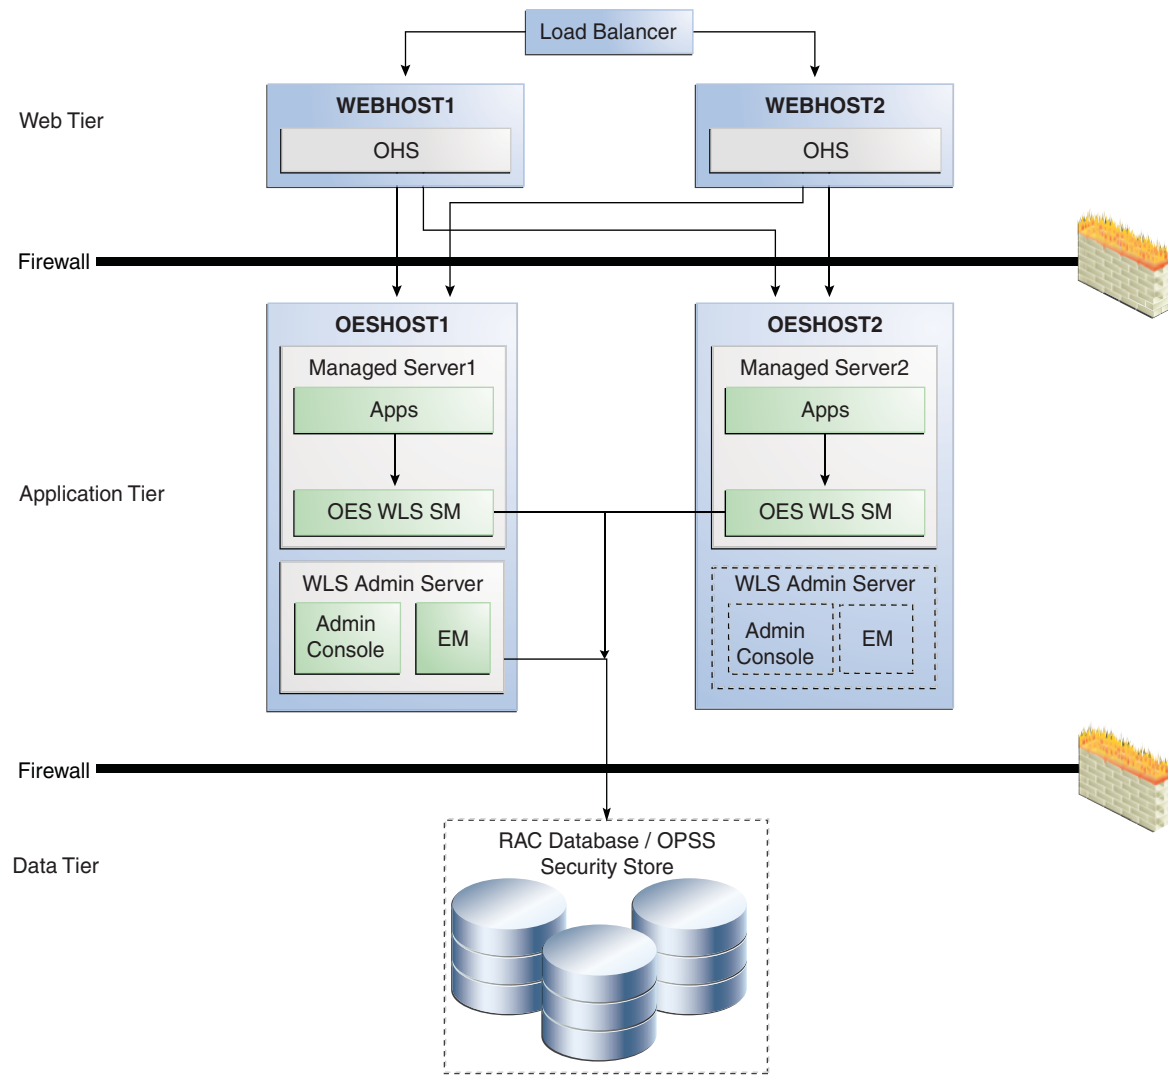 Load Balancer
Web Tier
WEBHOST1
OHS
WEBHOST2
OHS
Firewall
Application Tier
OESHOST1
Managed Server1
Apps
OES WLS SM
WLS Admin Server
Admin
Console
EM
OESHOST2
Managed Server2
Apps
OES WLS SM
WLS Admin Server
Admin
Console
EM
Firewall
Data Tier
RAC Database / OPSS
Security Store